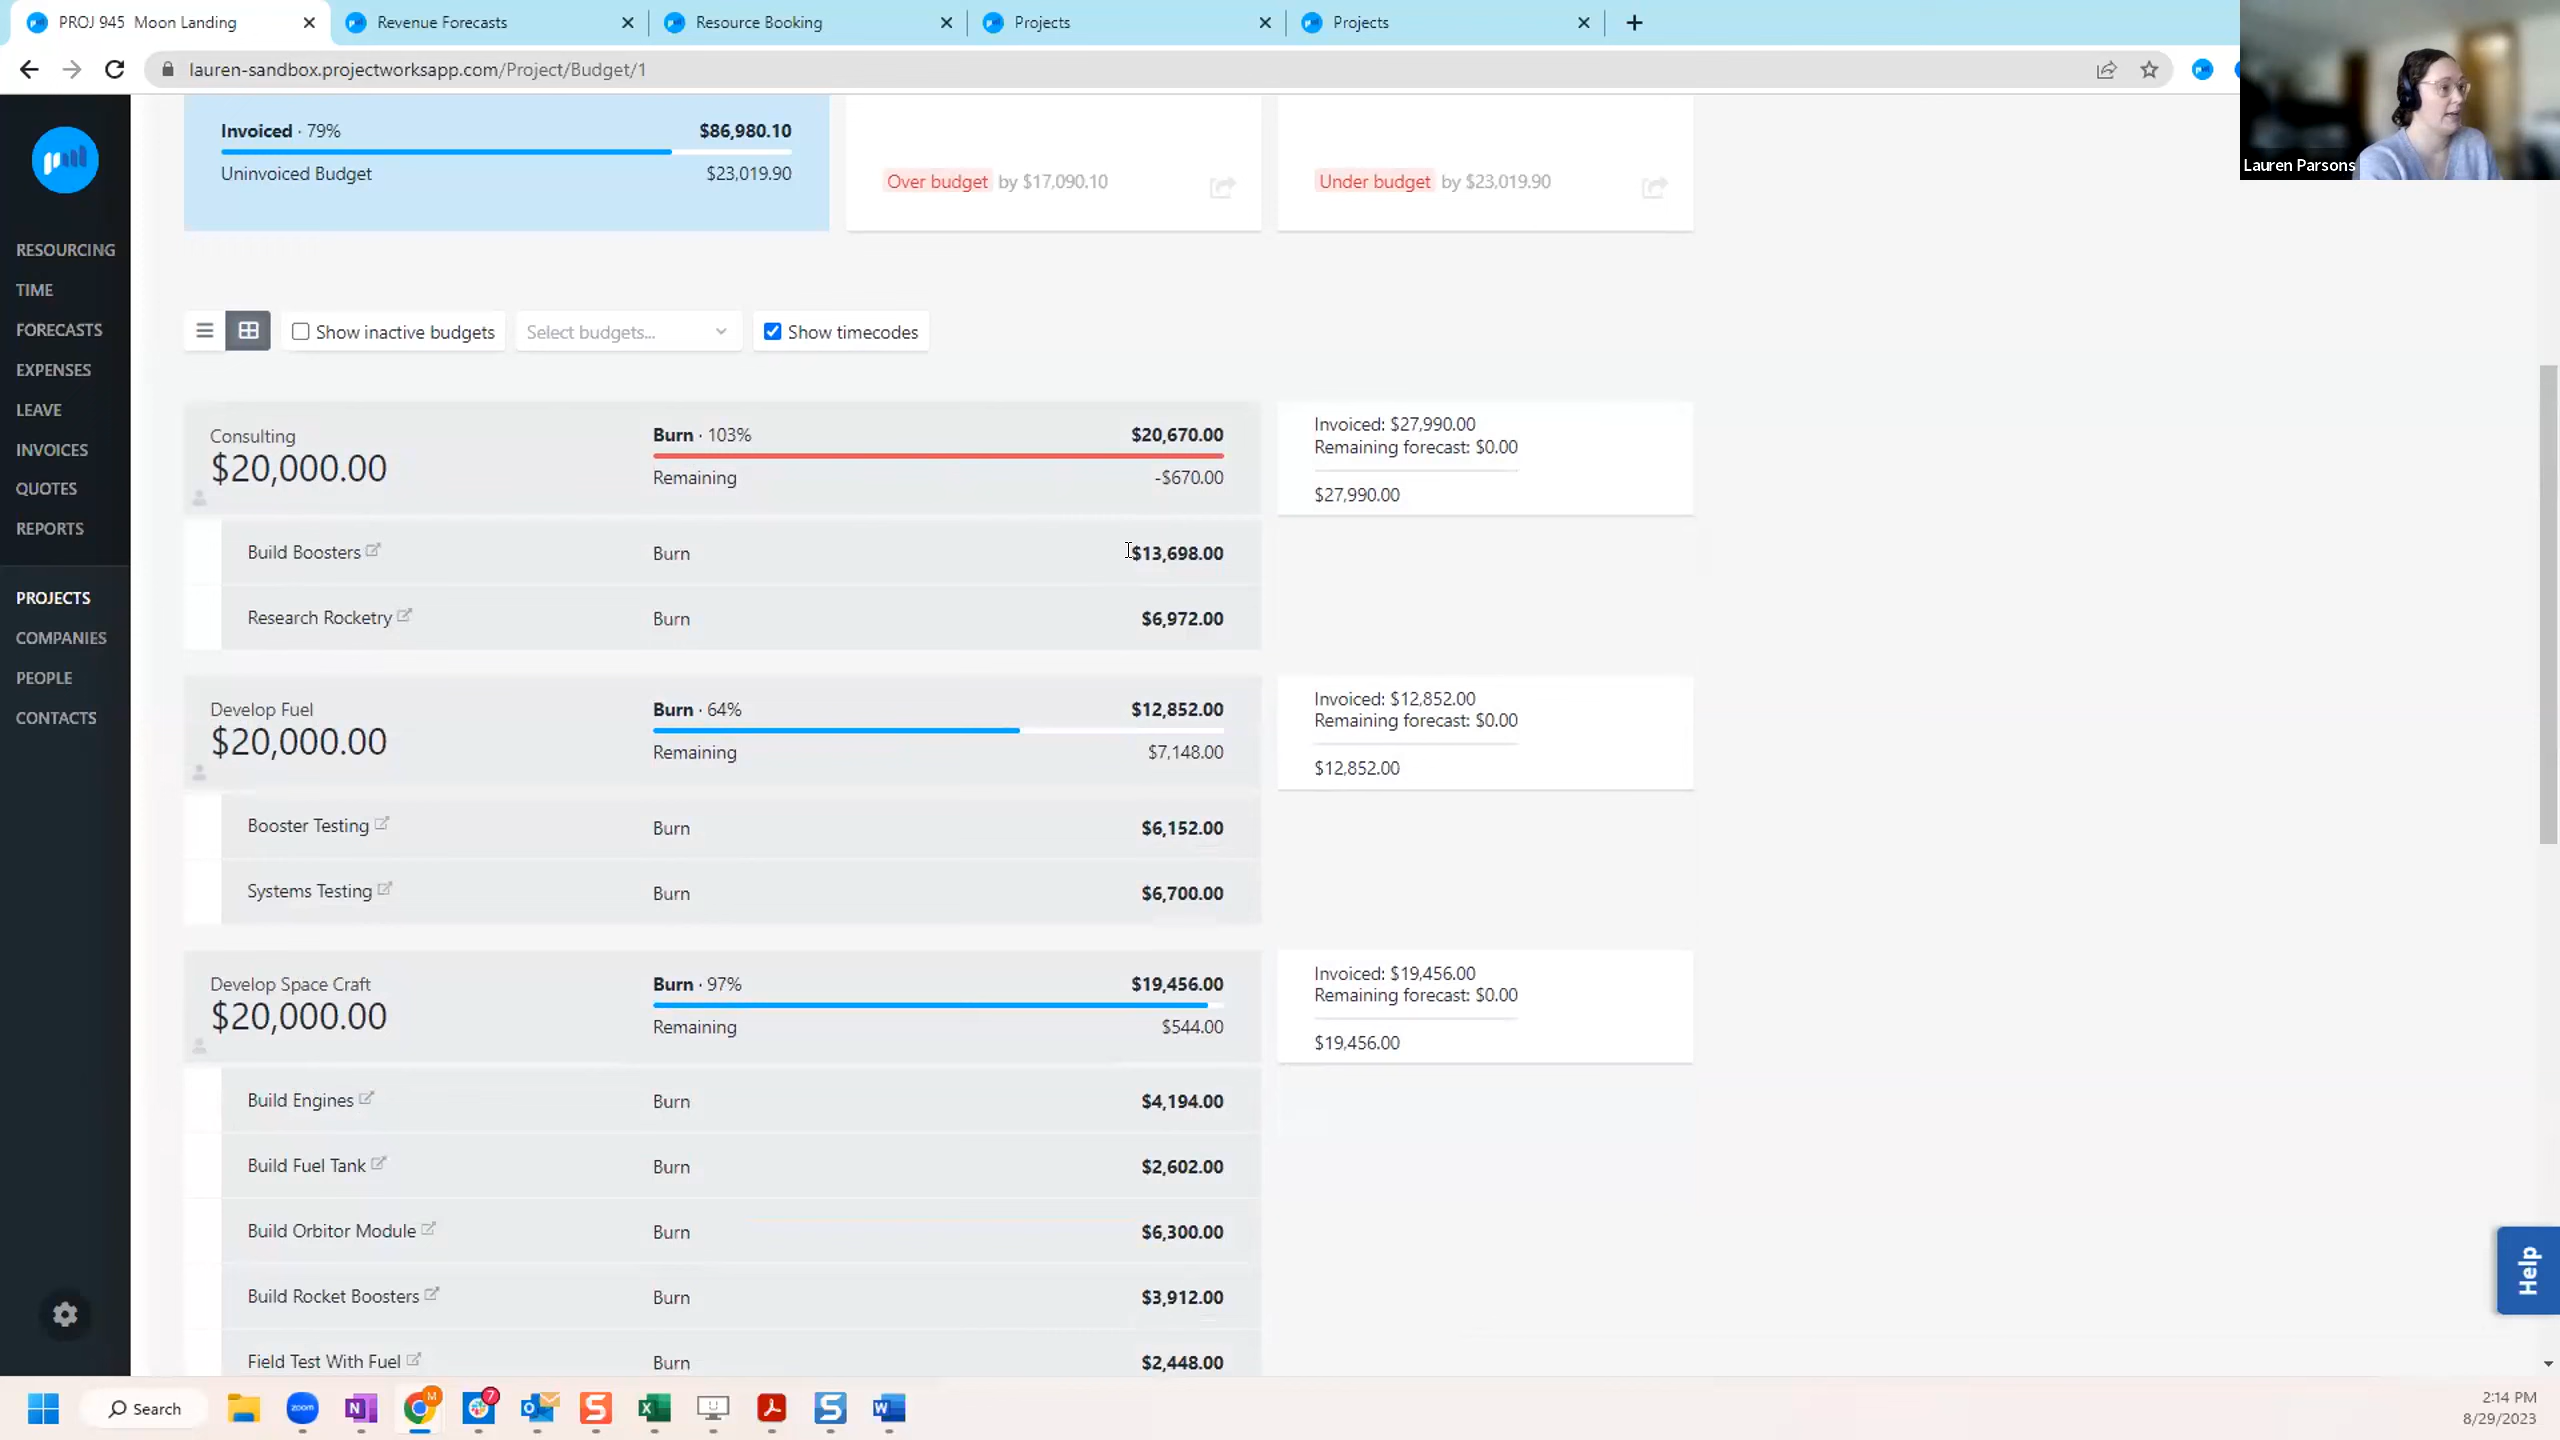 PROJ 945 Moon Landing
Revenue Forecasts
Resource Booking
Projects
Projects
lauren-sandbox.projectworksapp.com/Project/Budget/1
Lauren Parsons
RESOURCING
TIME
FORECASTS
EXPENSES
LEAVE
INVOICES
QUOTES
REPORTS
PROJECTS
COMPANIES
PEOPLE
CONTACTS
Invoiced · 79% $86,980.10
Uninvoiced Budget $23,019.90
Over budget by $17,090.10
Under budget by $23,019.90
Show inactive budgets Select budgets... Show timecodes
Consulting
$20,000.00
Burn · 103% $20,670.00
Remaining -$670.00
Invoiced: $27,990.00
Remaining forecast: $0.00
$27,990.00
Build Boosters Burn $13,698.00
Research Rocketry Burn $6,972.00
Develop Fuel
$20,000.00
Burn · 64% $12,852.00
Remaining $7,148.00
Invoiced: $12,852.00
Remaining forecast: $0.00
$12,852.00
Booster Testing Burn $6,152.00
Systems Testing Burn $6,700.00
Develop Space Craft
$20,000.00
Burn · 97% $19,456.00
Remaining $544.00
Invoiced: $19,456.00
Remaining forecast: $0.00
$19,456.00
Build Engines Burn $4,194.00
Build Fuel Tank Burn $2,602.00
Build Orbitor Module Burn $6,300.00
Build Rocket Boosters Burn $3,912.00
Field Test With Fuel Burn $2,448.00
Help
Search
zoom
N
M
7
S
X
S
W
2:14 PM
8/29/2023